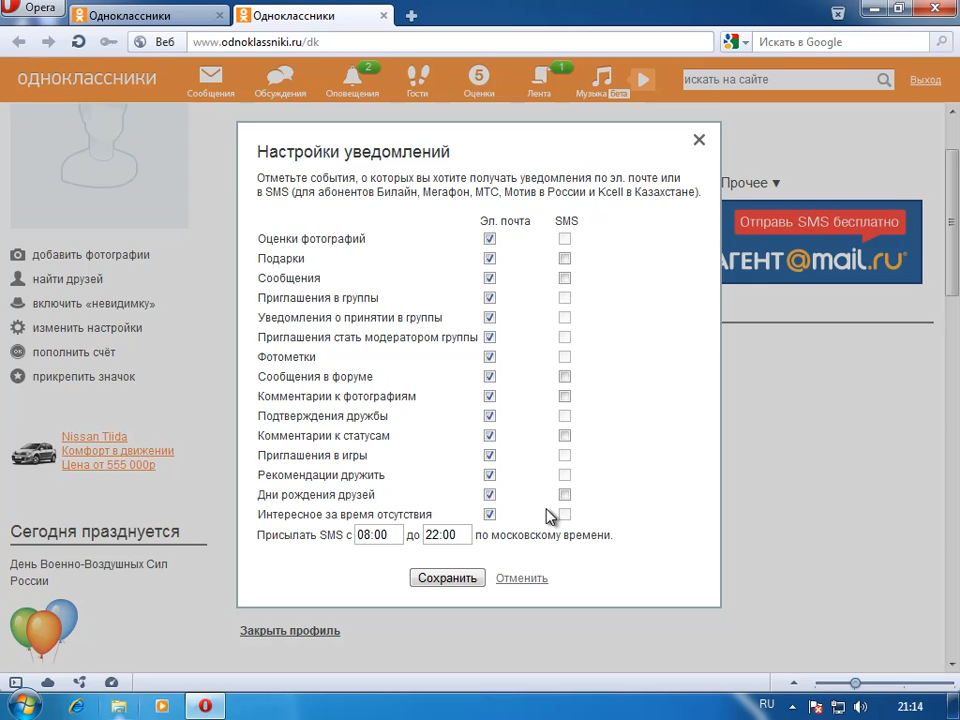 Opera
Одноклассники
Одноклассники
Веб
www.odnoklassniki.ru/dk
Искать в Google
одноклассники
Сообщения
Обсуждения
2
Оповещения
Гости
5
Оценки
1
Лента
Музыка бета
искать на сайте
Выход
Прочее ▾
Отправь SMS бесплатно
АГЕНТ@mail.ru
добавить фотографии
найти друзей
включить «невидимку»
изменить настройки
ок
пополнить счёт
прикрепить значок
Nissan Tiida
Комфорт в движении
Цена от 555 000р
Сегодня празднуется
День Военно-Воздушных Сил
России
Настройки уведомлений
Отметьте события, о которых вы хотите получать уведомления по эл. почте или
в SMS (для абонентов Билайн, Мегафон, МТС, Мотив в России и Kcell в Казахстане).
Эл. почта SMS
Оценки фотографий
Подарки
Сообщения
Приглашения в группы
Уведомления о принятии в группы
Приглашения стать модератором группы
Фотометки
Сообщения в форуме
Комментарии к фотографиям
Подтверждения дружбы
Комментарии к статусам
Приглашения в игры
Рекомендации дружить
Дни рождения друзей
Интересное за время отсутствия
Присылать SMS с 08:00 до 22:00 по московскому времени.
Сохранить Отменить
Закрыть профиль
RU
21:14